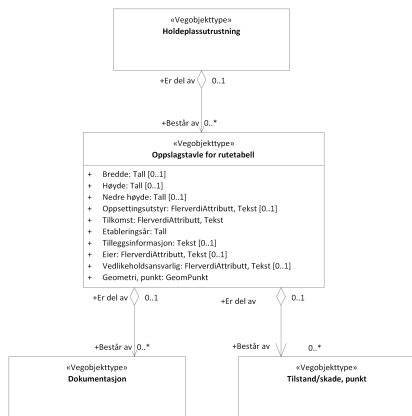 «Vegobjekttype»
Holdeplassutrustning
+Er del av 0..1
+Består av 0..*
«Vegobjekttype»
Oppslagstavle for rutetabell
+ Bredde: Tall [0..1]
+ Høyde: Tall [0..1]
+ Nedre høyde: Tall [0..1]
+ Oppsettingsutstyr: FlerverdiAttributt, Tekst [0..1]
+ Tilkomst: FlerverdiAttributt, Tekst
+ Etableringsår: Tall
+ Tilleggsinformasjon: Tekst [0..1]
+ Eier: FlerverdiAttributt, Tekst [0..1]
+ Vedlikeholdsansvarlig: FlerverdiAttributt, Tekst [0..1]
+ Geometri, punkt: GeomPunkt
+Er del av 0..1 +Er del av 0..1
+Består av 0..* +Består av 0..*
«Vegobjekttype» «Vegobjekttype»
Dokumentasjon Tilstand/skade, punkt